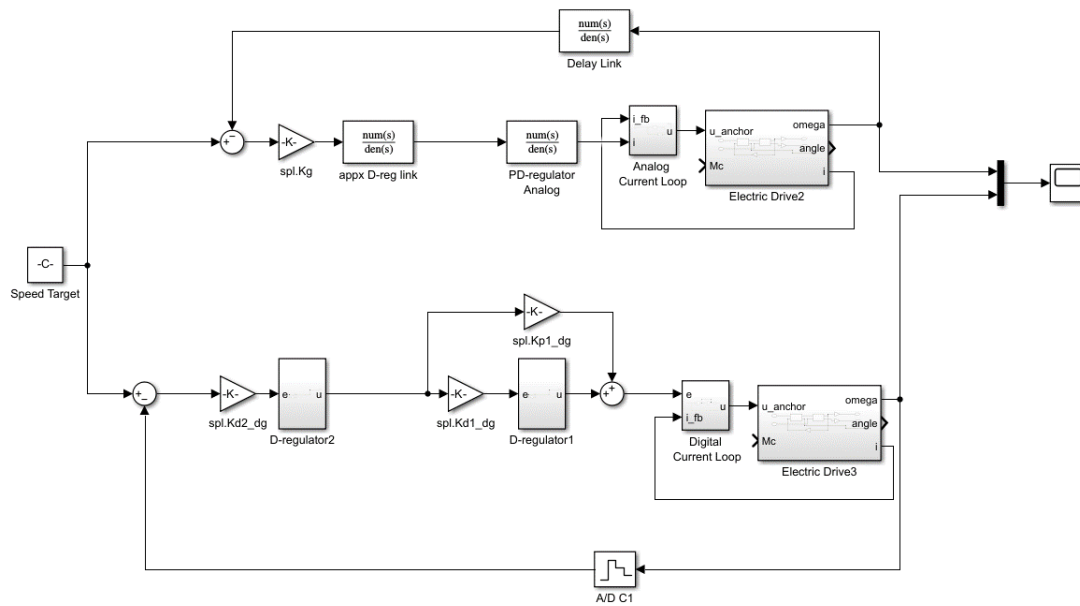 num(s)
den(s)
Delay Link
-K-
spl.Kg
num(s)
den(s)
appx D-reg link
num(s)
den(s)
PD-regulator
Analog
i_fb
i
u
Analog
Current Loop
u_anchor
Mc
omega
angle
i
Electric Drive2
-C-
Speed Target
-K-
spl.Kp1_dg
-K-
spl.Kd2_dg
e
u
D-regulator2
-K-
spl.Kd1_dg
e
u
D-regulator1
e
i_fb
u
Digital
Current Loop
u_anchor
Mc
omega
angle
i
Electric Drive3
A/D C1